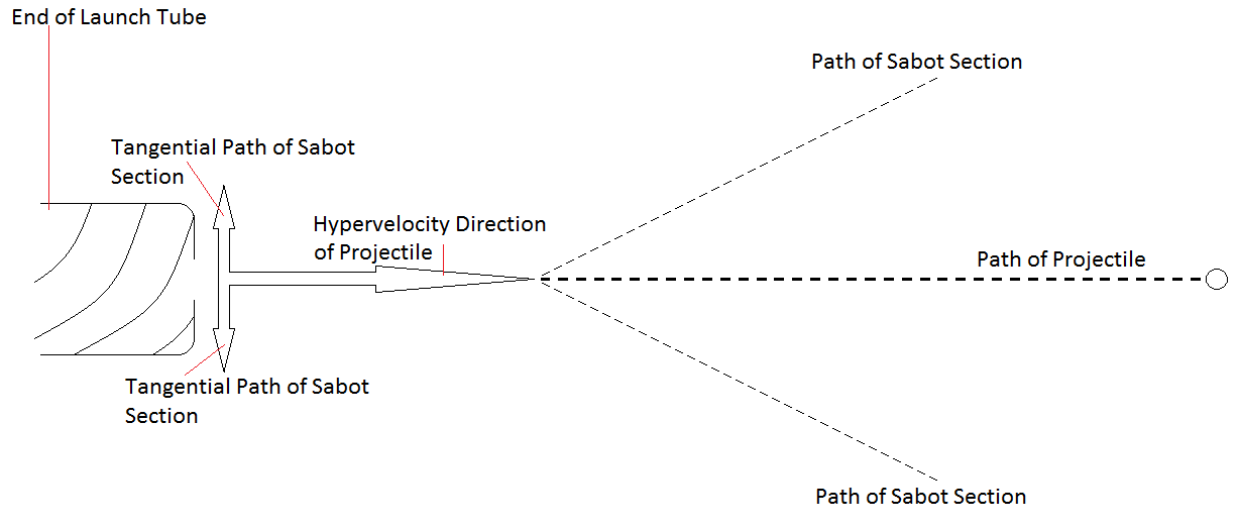 End of Launch Tube
Path of Sabot Section
Tangential Path of Sabot
Section
Hypervelocity Direction
of Projectile
Path of Projectile
Tangential Path of Sabot
Section
Path of Sabot Section